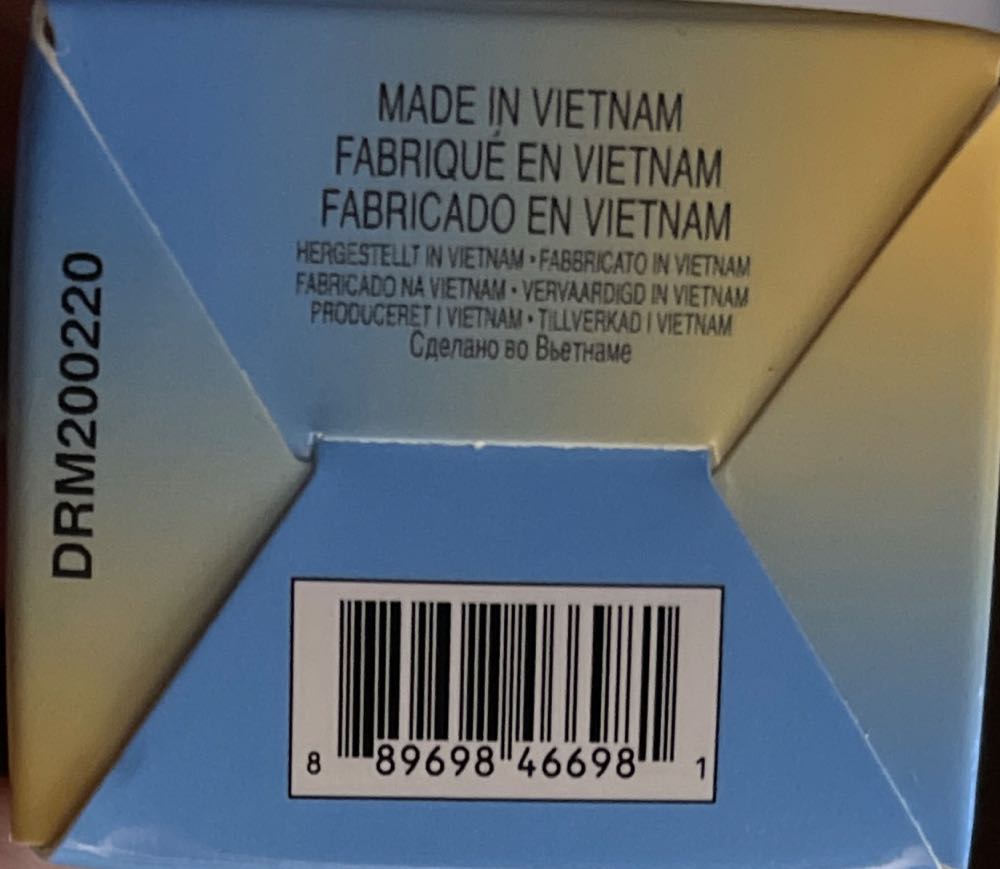 MADE IN VIETNAM
FABRIQUÉ EN VIETNAM
FABRICADO EN VIETNAM
HERGESTELLT IN VIETNAM • FABBRICATO IN VIETNAM
FABRICADO NA VIETNAM • VERVAARDIGD IN VIETNAM
PRODUCERET I VIETNAM • TILLVERKAD I VIETNAM
Сделано во Вьетнаме
DRM200220
8 89698 46698 1